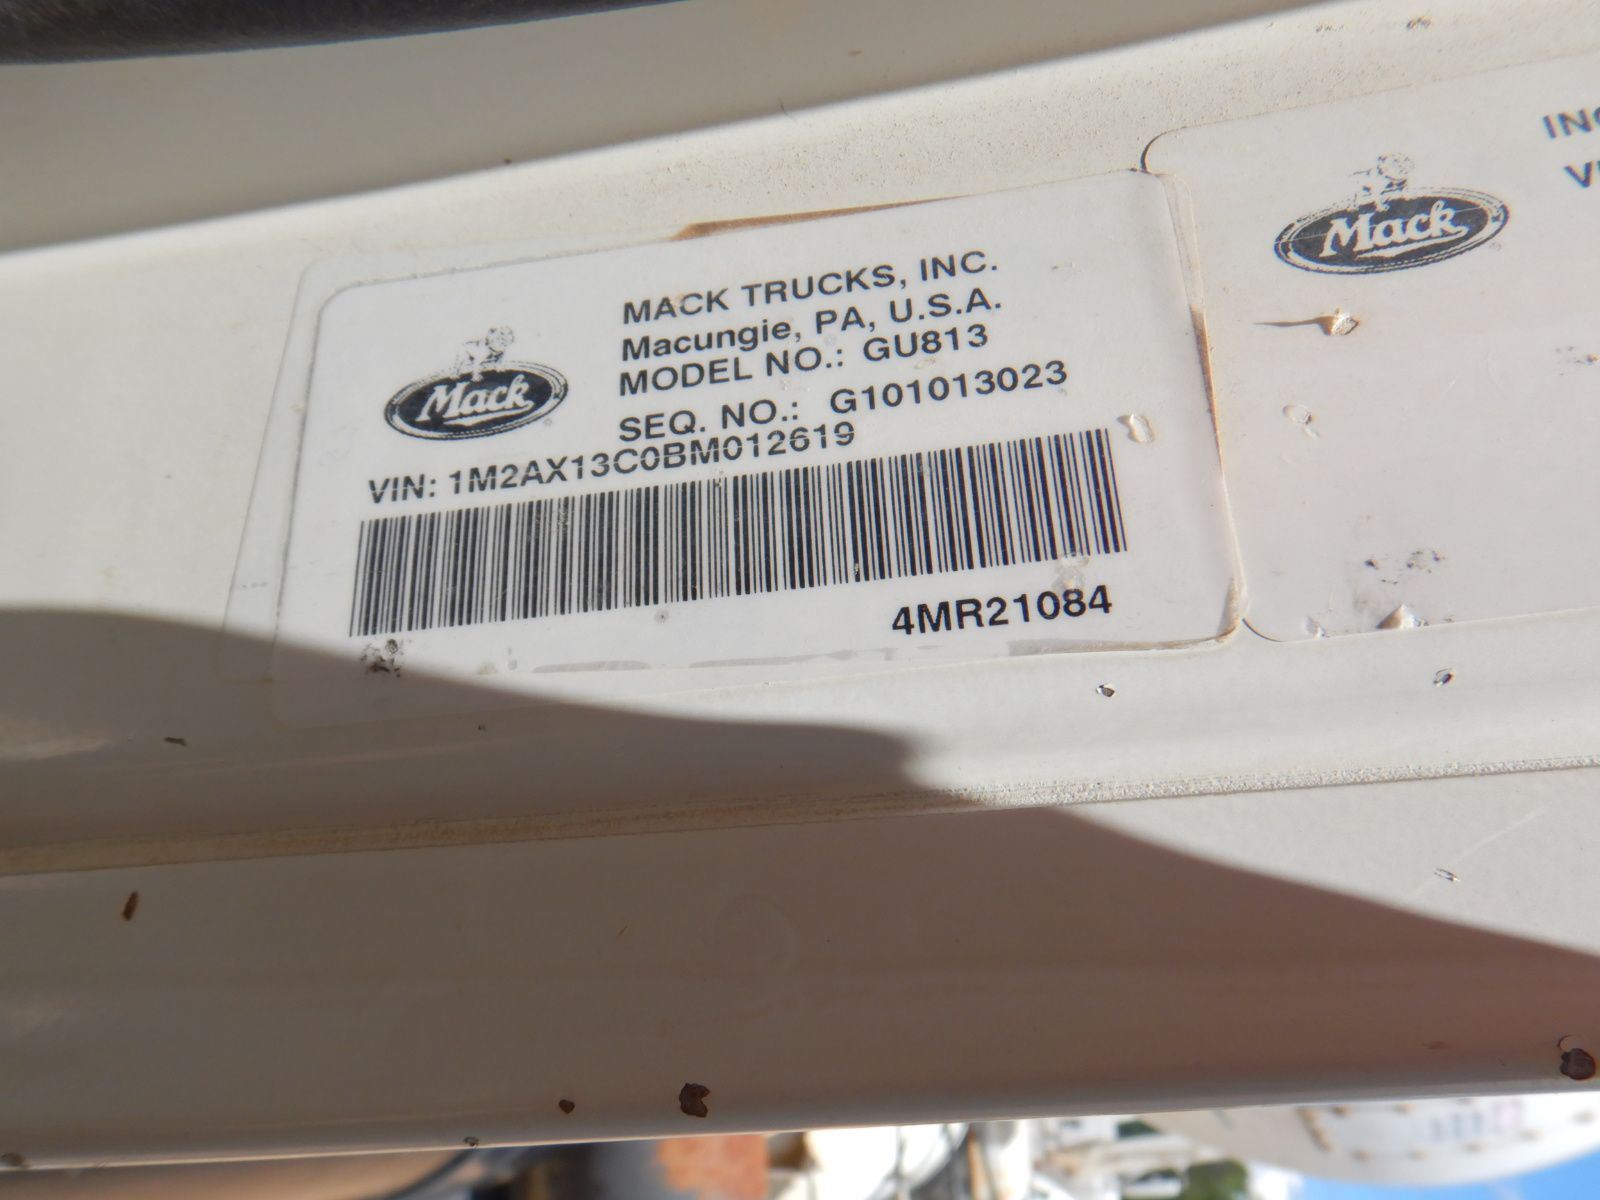 MACK TRUCKS, INC.
Macungie, PA, U.S.A.
MODEL NO.: GU813
SEQ. NO.: G101013023
Mack
VIN: 1M2AX13C0BM012619
4MR21084
Mack